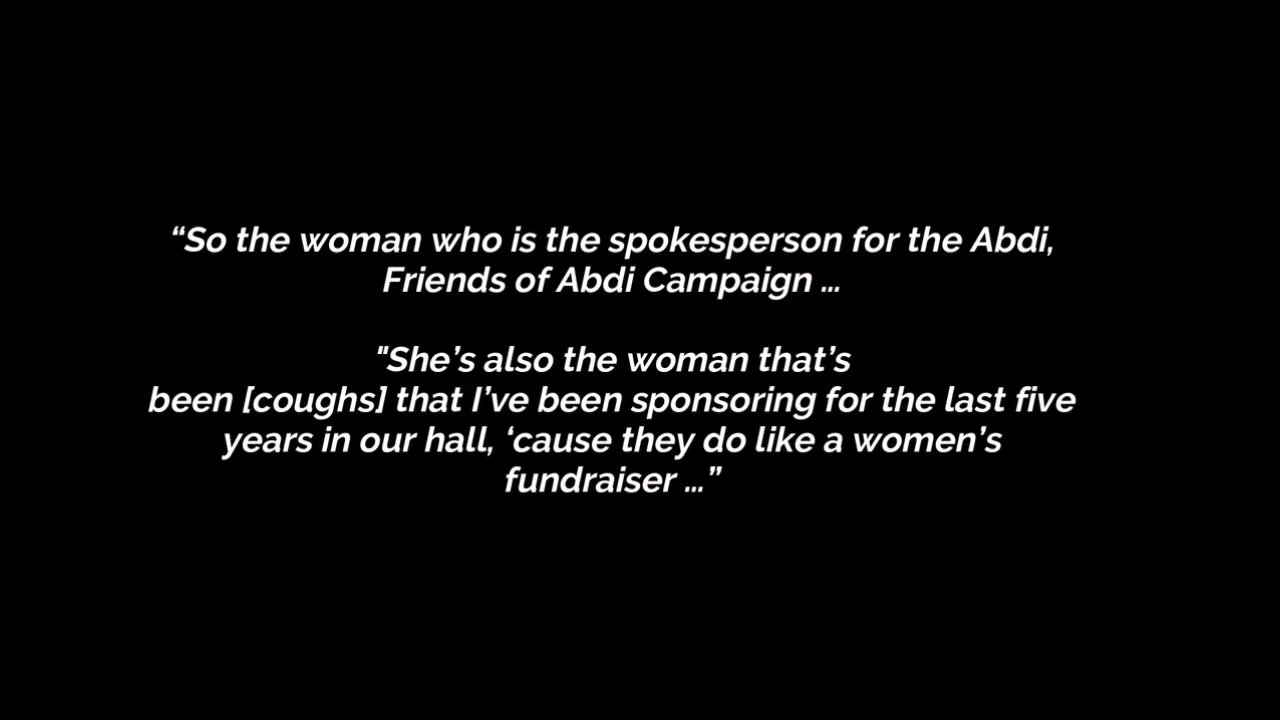 “So the woman who is the spokesperson for the Abdi,
Friends of Abdi Campaign …
"She’s also the woman that’s
been [coughs] that I’ve been sponsoring for the last five
years in our hall, ‘cause they do like a women’s
fundraiser …”